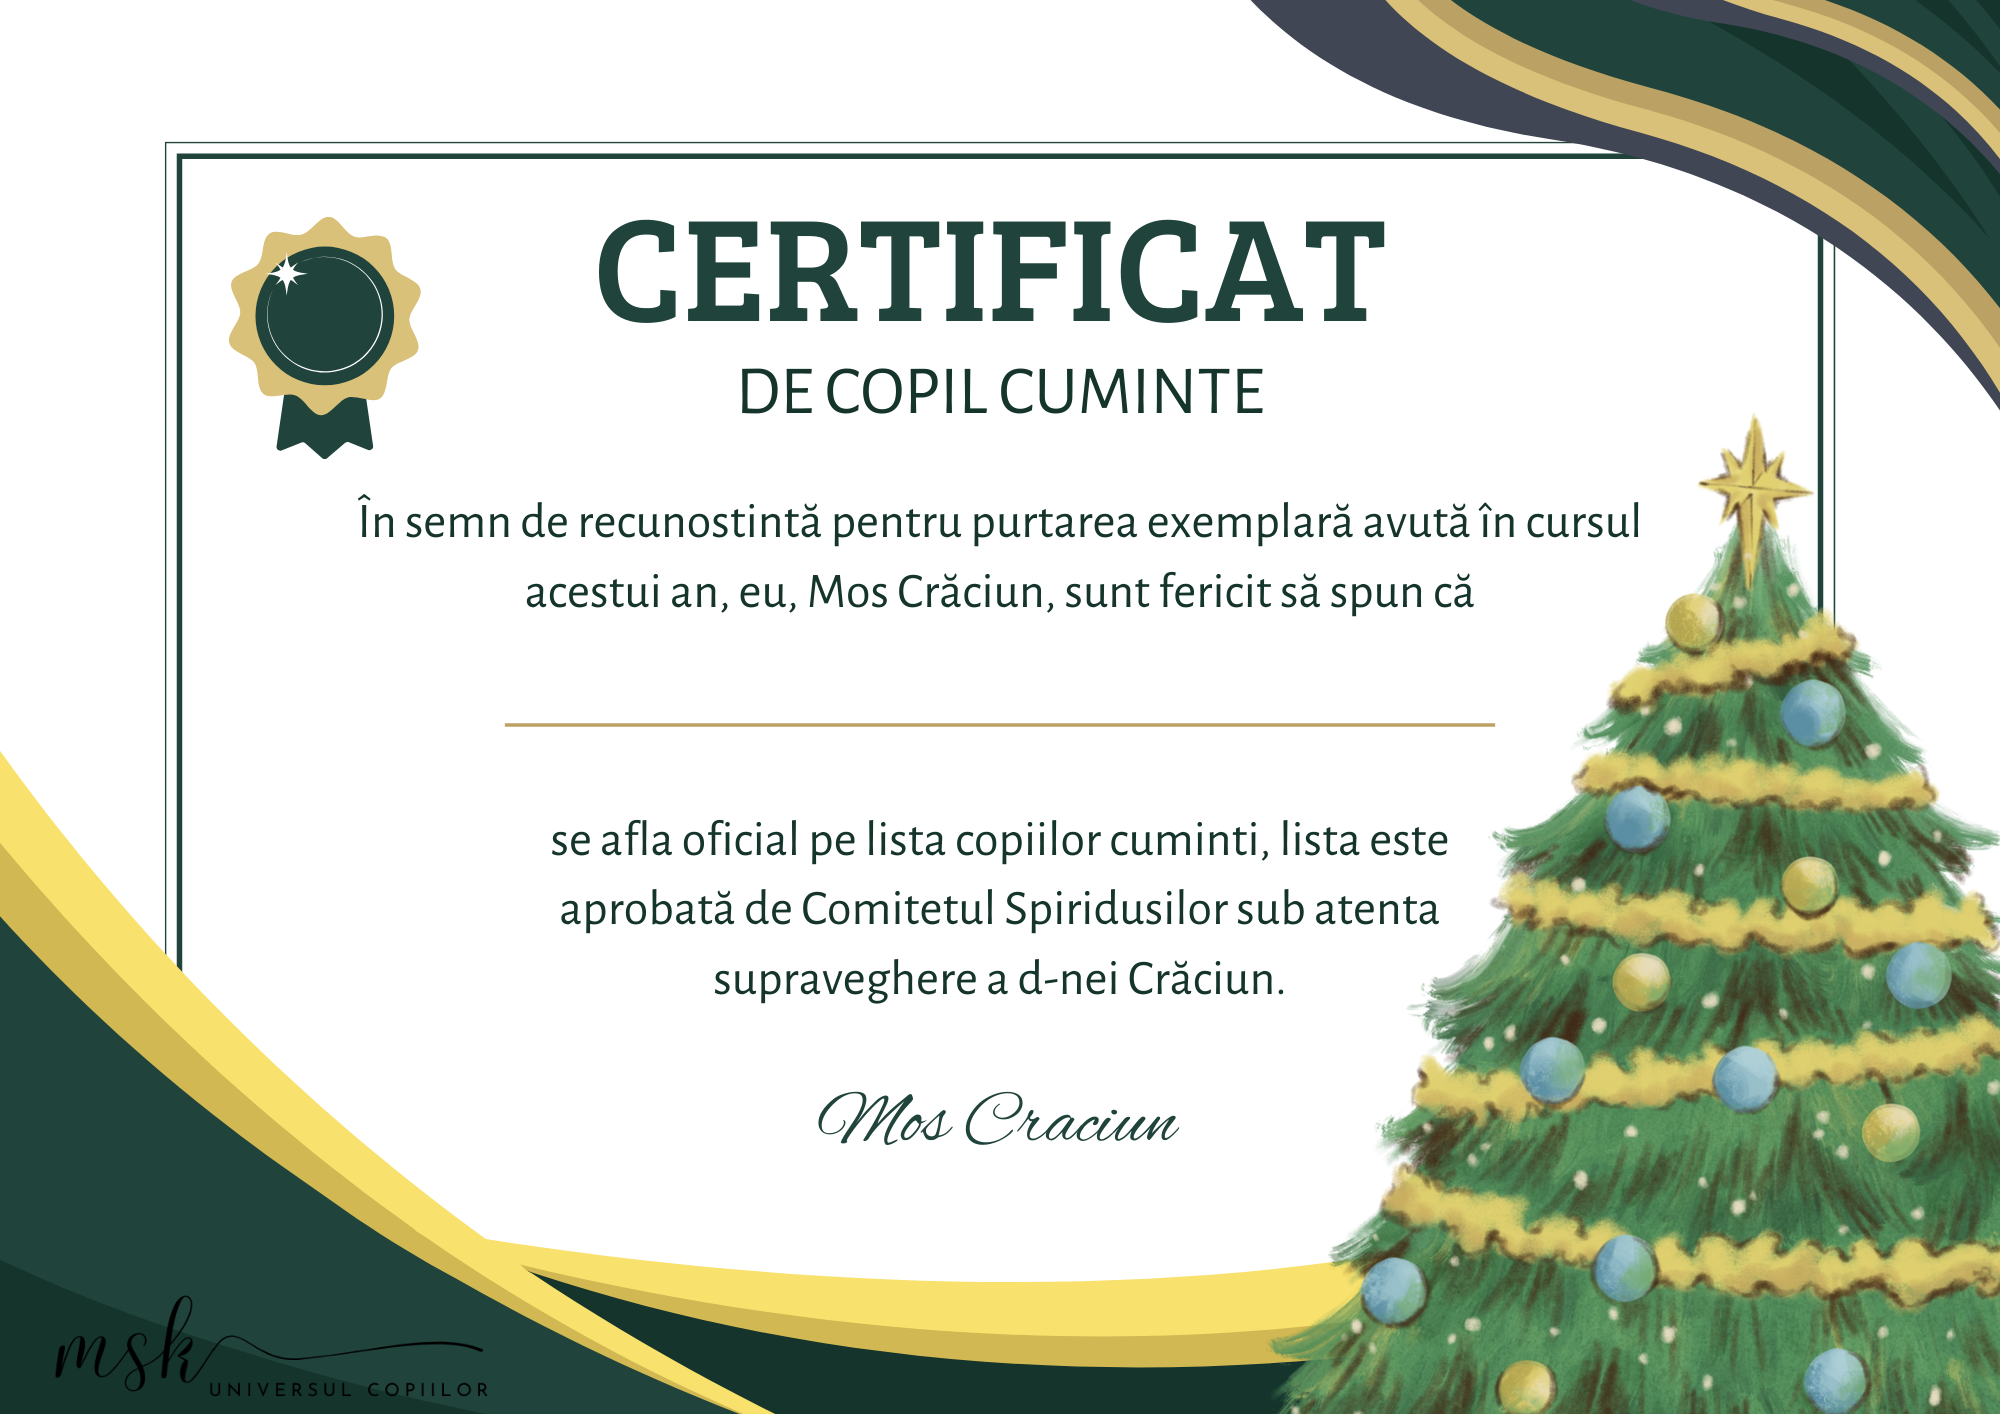 CERTIFICAT
DE COPIL CUMINTE
În semn de recunostintă pentru purtarea exemplară avută în cursul
acestui an, eu, Mos Crăciun, sunt fericit să spun că
se afla oficial pe lista copiilor cuminti, lista este
aprobată de Comitetul Spiridusilor sub atenta
supraveghere a d-nei Crăciun.
Mos Craciun
msk
UNIVERSUL COPIILOR